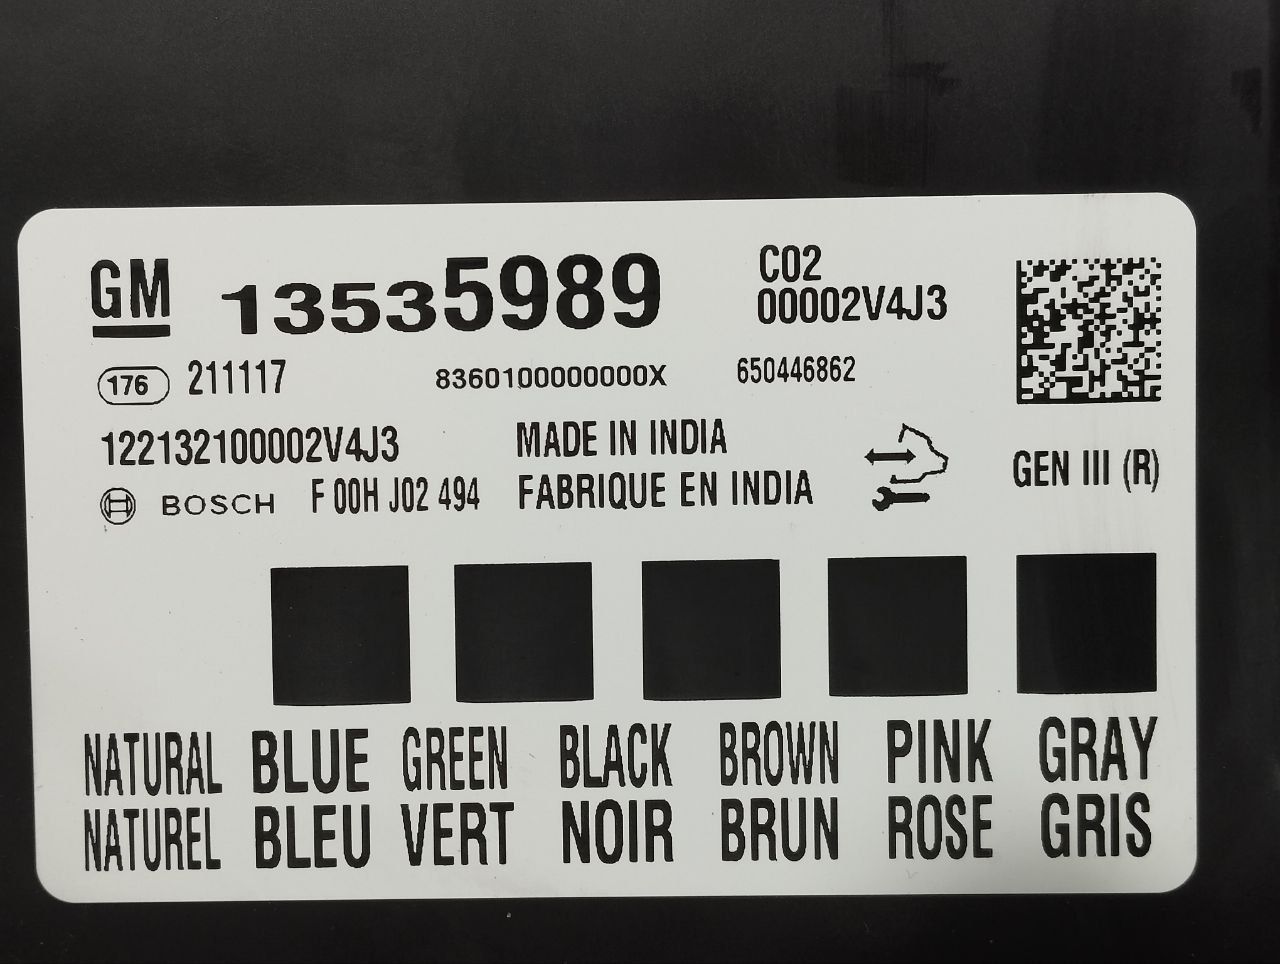 GM 13535989 C02
00002V4J3
176 211117 8360100000000X 650446862
122132100002V4J3 MADE IN INDIA
BOSCH F 00H J02 494 FABRIQUE EN INDIA GEN III (R)
NATURAL BLUE GREEN BLACK BROWN PINK GRAY
NATUREL BLEU VERT NOIR BRUN ROSE GRIS